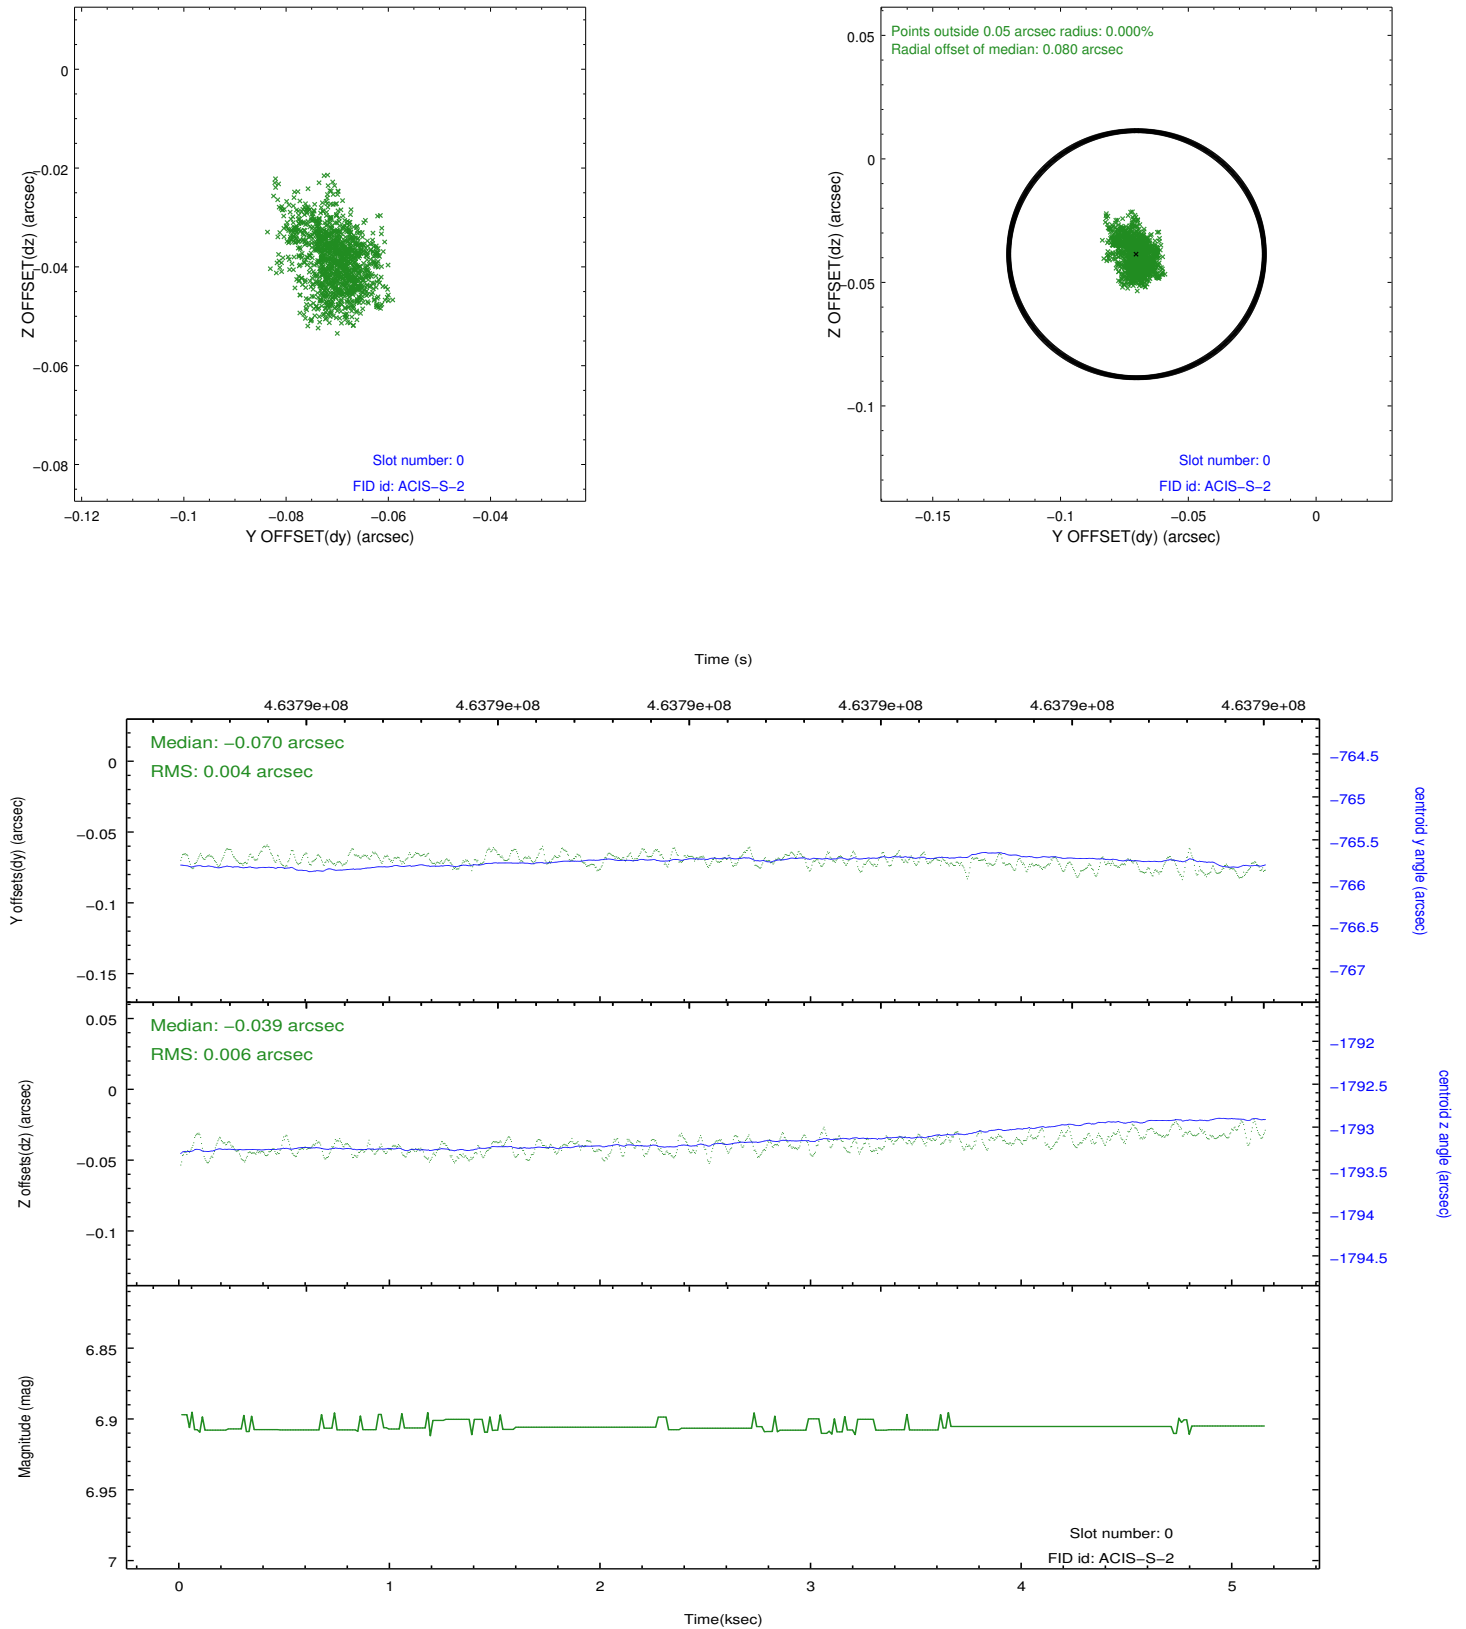 0
−0.02
−0.04
−0.06
−0.08
Z OFFSET(dz) (arcsec)
Slot number: 0
FID id: ACIS−S−2
−0.12
−0.1
−0.08
−0.06
−0.04
Y OFFSET(dy) (arcsec)
Points outside 0.05 arcsec radius: 0.000%
Radial offset of median: 0.080 arcsec
0.05
0
−0.05
−0.1
Z OFFSET(dz) (arcsec)
Slot number: 0
FID id: ACIS−S−2
−0.15
−0.1
−0.05
0
Y OFFSET(dy) (arcsec)
Time (s)
4.6379e+08
4.6379e+08
4.6379e+08
4.6379e+08
4.6379e+08
4.6379e+08
Median: −0.070 arcsec
RMS: 0.004 arcsec
0
−0.05
−0.1
−0.15
Y offsets(dy) (arcsec)
−764.5
−765
−765.5
−766
−766.5
−767
centroid y angle (arcsec)
Median: −0.039 arcsec
RMS: 0.006 arcsec
0.05
0
−0.05
−0.1
Z offsets(dz) (arcsec)
−1792
−1792.5
−1793
−1793.5
−1794
−1794.5
centroid z angle (arcsec)
6.85
6.9
6.95
7
Magnitude (mag)
Slot number: 0
FID id: ACIS−S−2
0
1
2
3
4
5
Time(ksec)